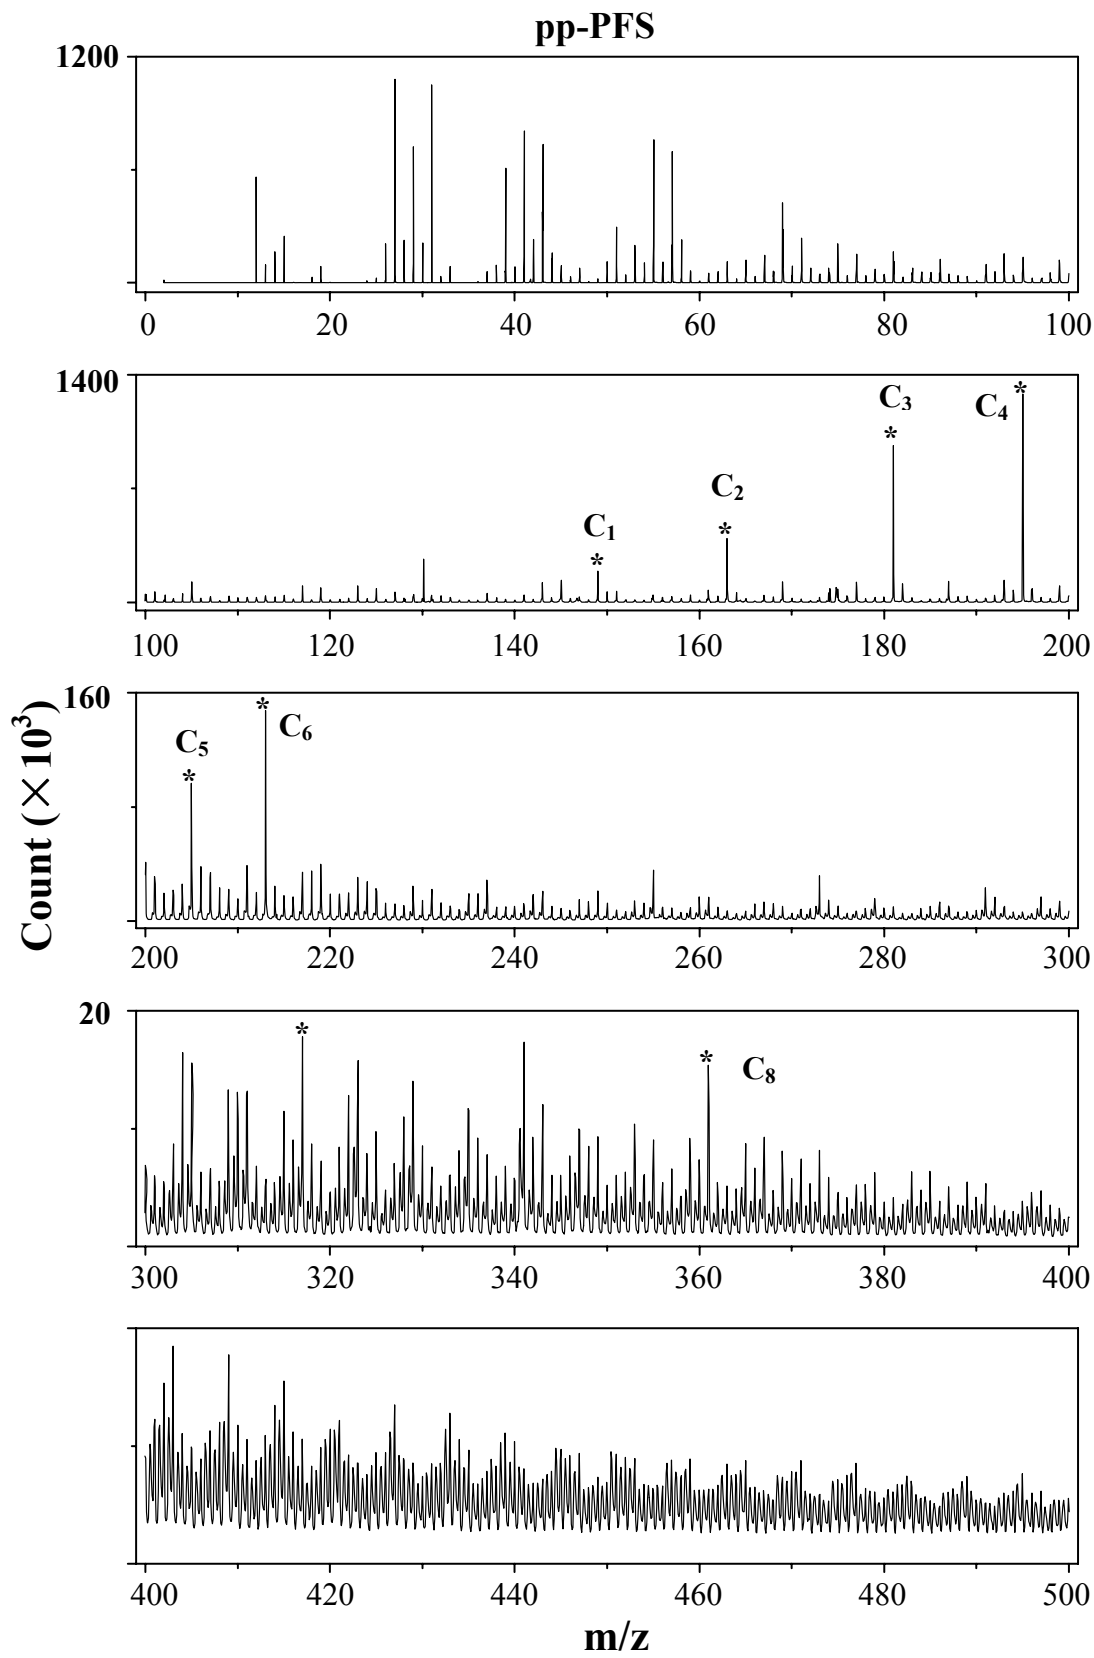 pp-PFS
1200
0 20 40 60 80 100
1400
C₁ * C₂ * C₃ * C₄ *
100 120 140 160 180 200
160
C₅ * C₆ *
200 220 240 260 280 300
20
* * C₈
300 320 340 360 380 400
400 420 440 460 480 500
Count (×10³)
m/z